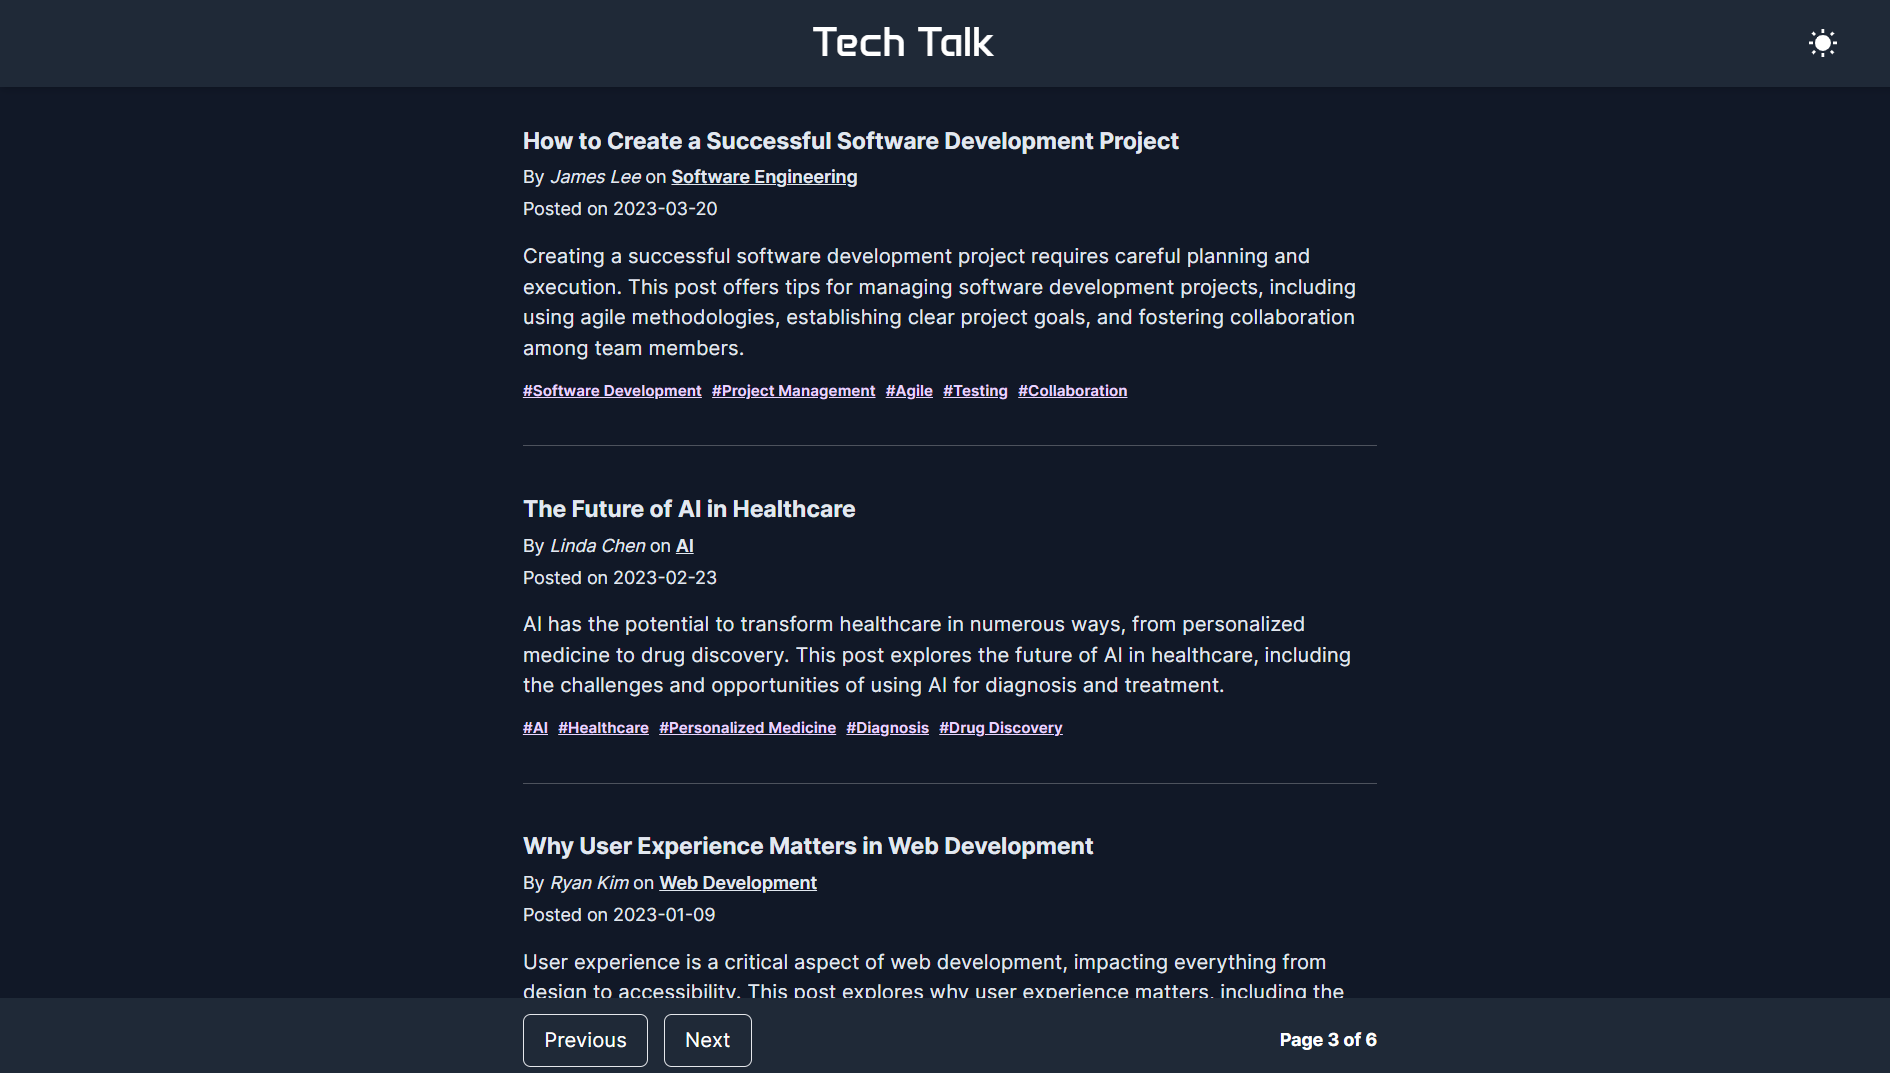 Tech Talk
How to Create a Successful Software Development Project
By James Lee on Software Engineering
Posted on 2023-03-20
Creating a successful software development project requires careful planning and
execution. This post offers tips for managing software development projects, including
using agile methodologies, establishing clear project goals, and fostering collaboration
among team members.
#Software Development #Project Management #Agile #Testing #Collaboration
The Future of AI in Healthcare
By Linda Chen on AI
Posted on 2023-02-23
AI has the potential to transform healthcare in numerous ways, from personalized
medicine to drug discovery. This post explores the future of AI in healthcare, including
the challenges and opportunities of using AI for diagnosis and treatment.
#AI #Healthcare #Personalized Medicine #Diagnosis #Drug Discovery
Why User Experience Matters in Web Development
By Ryan Kim on Web Development
Posted on 2023-01-09
User experience is a critical aspect of web development, impacting everything from
design to accessibility. This post explores why user experience matters, including the
Previous Next Page 3 of 6